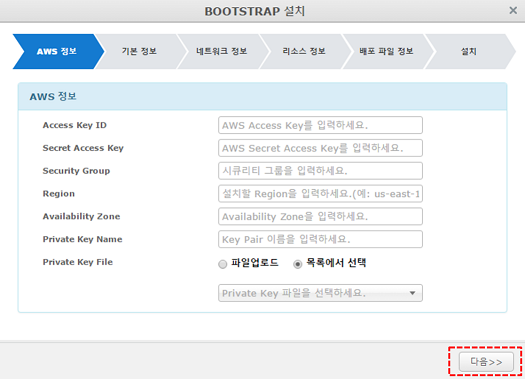 BOOTSTRAP 설치
AWS 정보
기본 정보
네트워크 정보
리소스 정보
배포 파일 정보
설치
AWS 정보
Access Key ID AWS Access Key를 입력하세요.
Secret Access Key AWS Secret Access Key를 입력하세요.
Security Group 시큐리티 그룹을 입력하세요.
Region 설치할 Region을 입력하세요.(예: us-east-1
Availability Zone Availability Zone을 입력하세요.
Private Key Name Key Pair 이름을 입력하세요.
Private Key File 파일업로드 목록에서 선택
Private Key 파일을 선택하세요.
다음>>